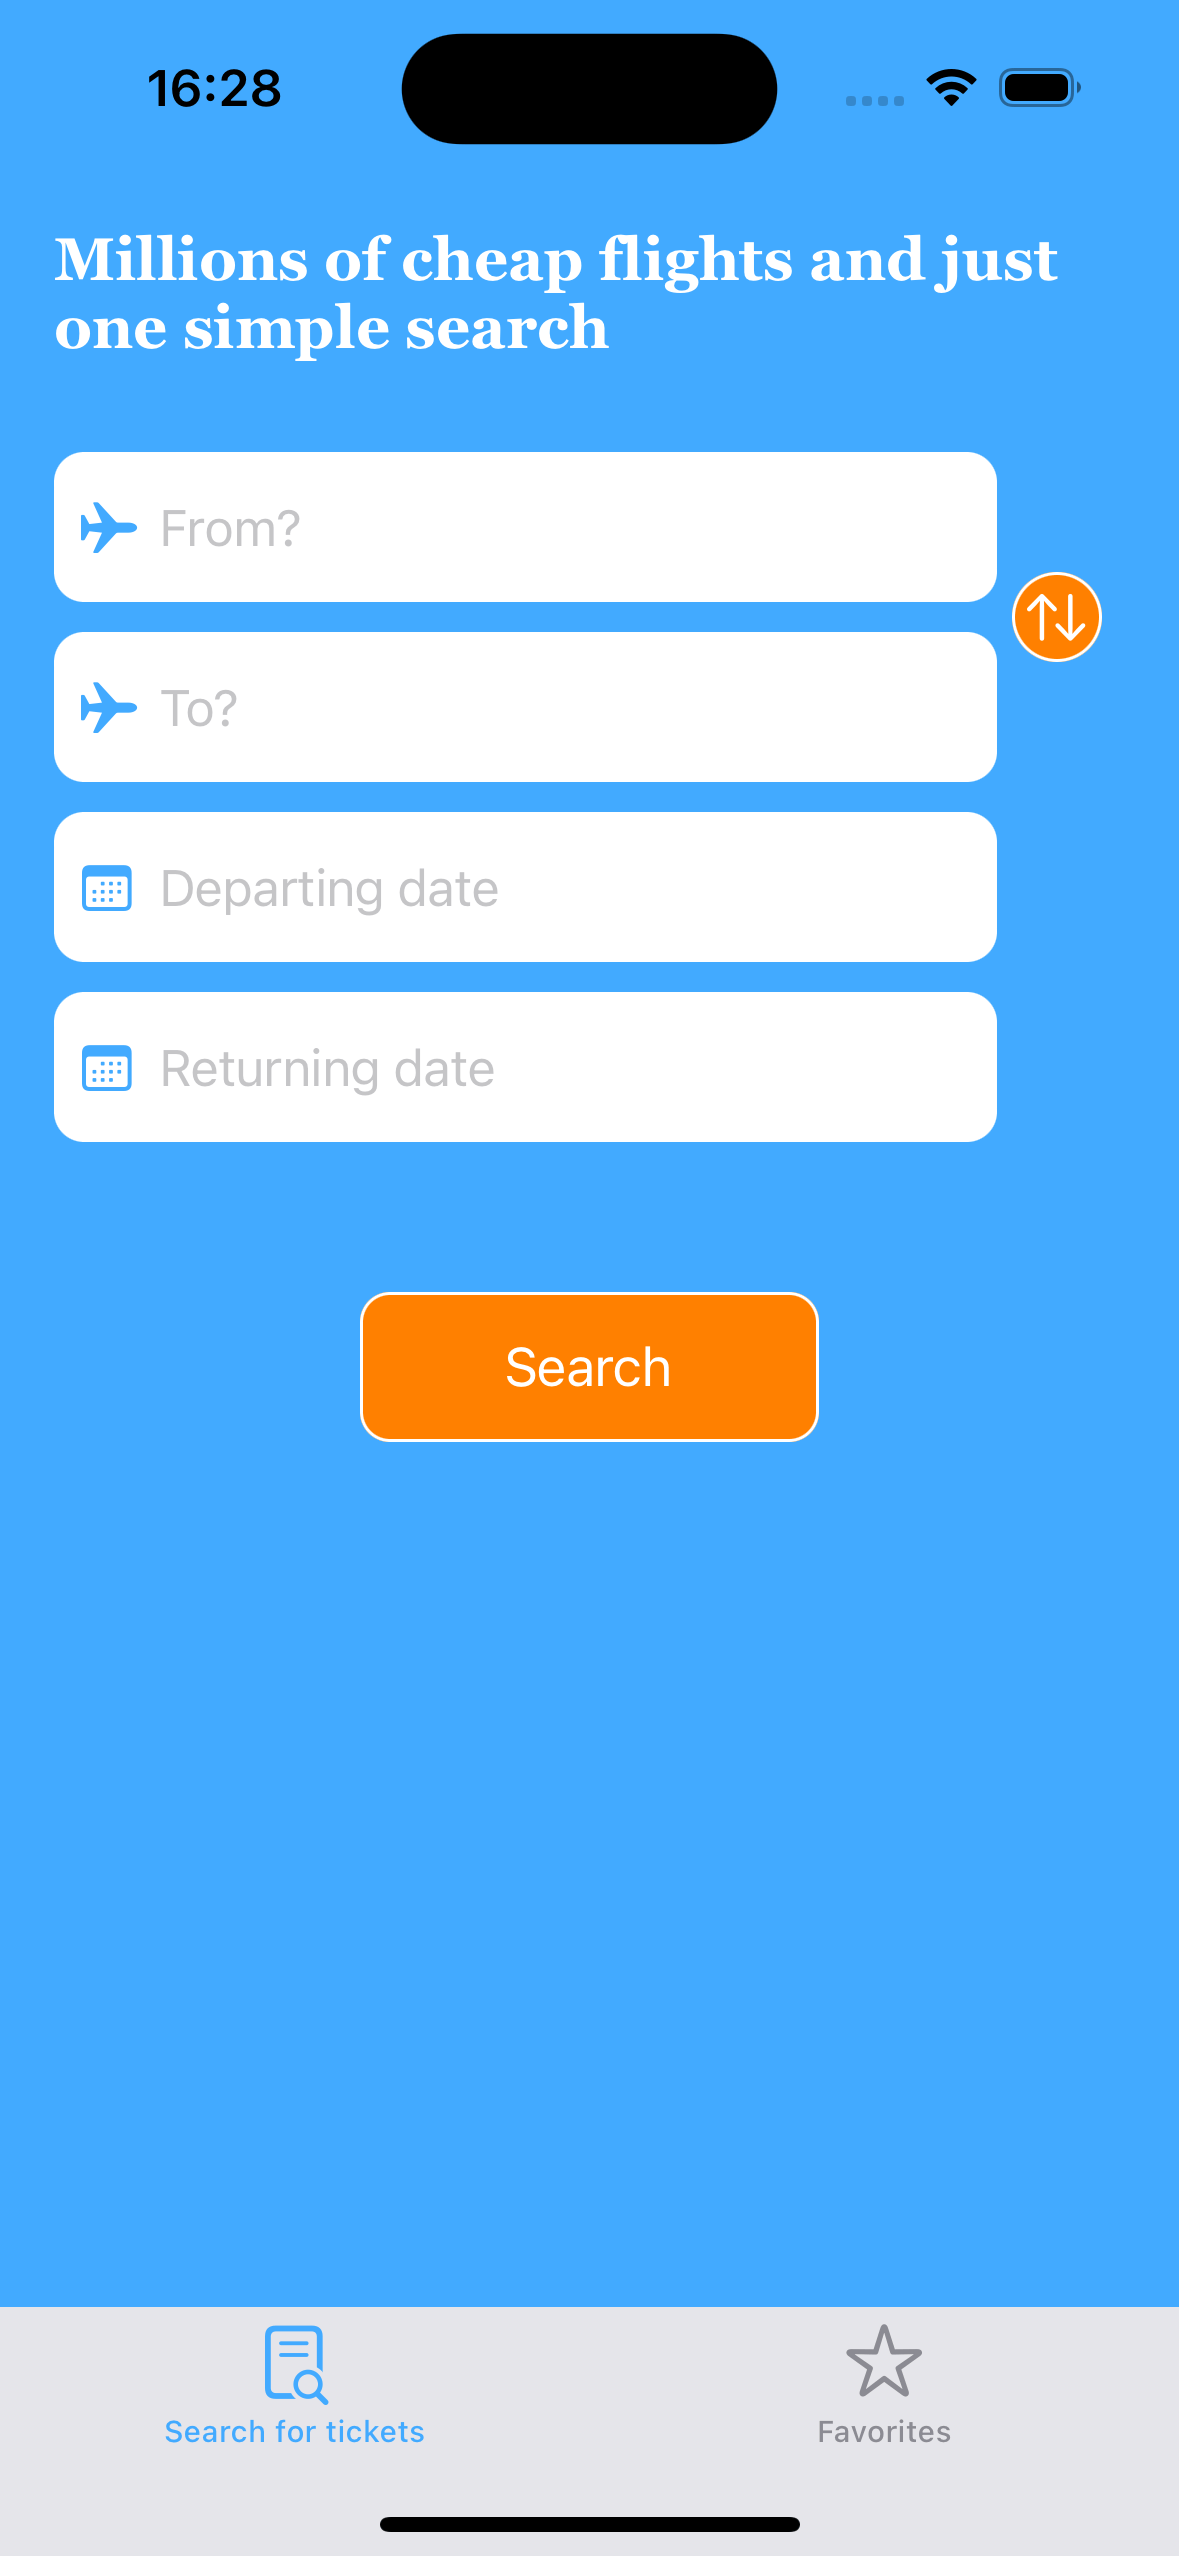 16:28
Millions of cheap flights and just
one simple search
From?
To?
Departing date
Returning date
Search
Search for tickets
Favorites